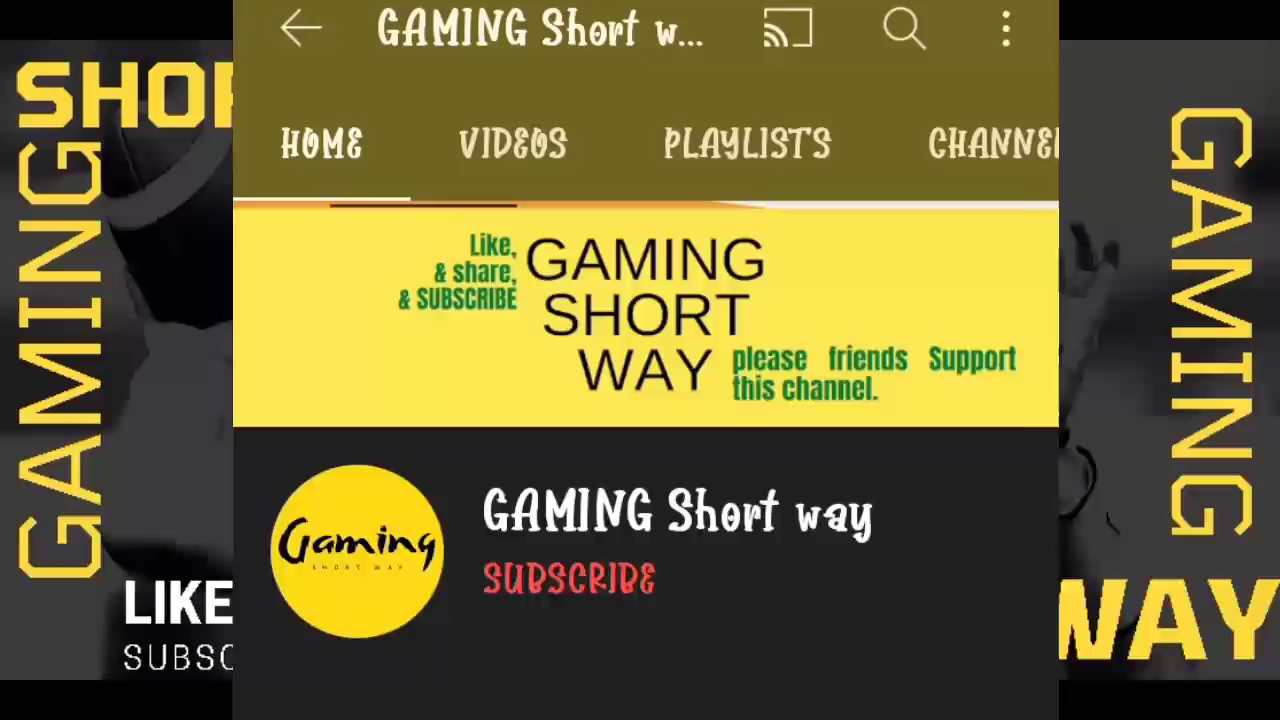 GAMING Short w...
HOME VIDEOS PLAYLISTS CHANNEL
Like,
& share,
& SUBSCRIBE
GAMING
SHORT
WAY
please friends Support
this channel.
Gaming
SHORT WAY
GAMING Short way
SUBSCRIBE
SHOR
GAMING
LIKE
SUBSC
GAMING
WAY